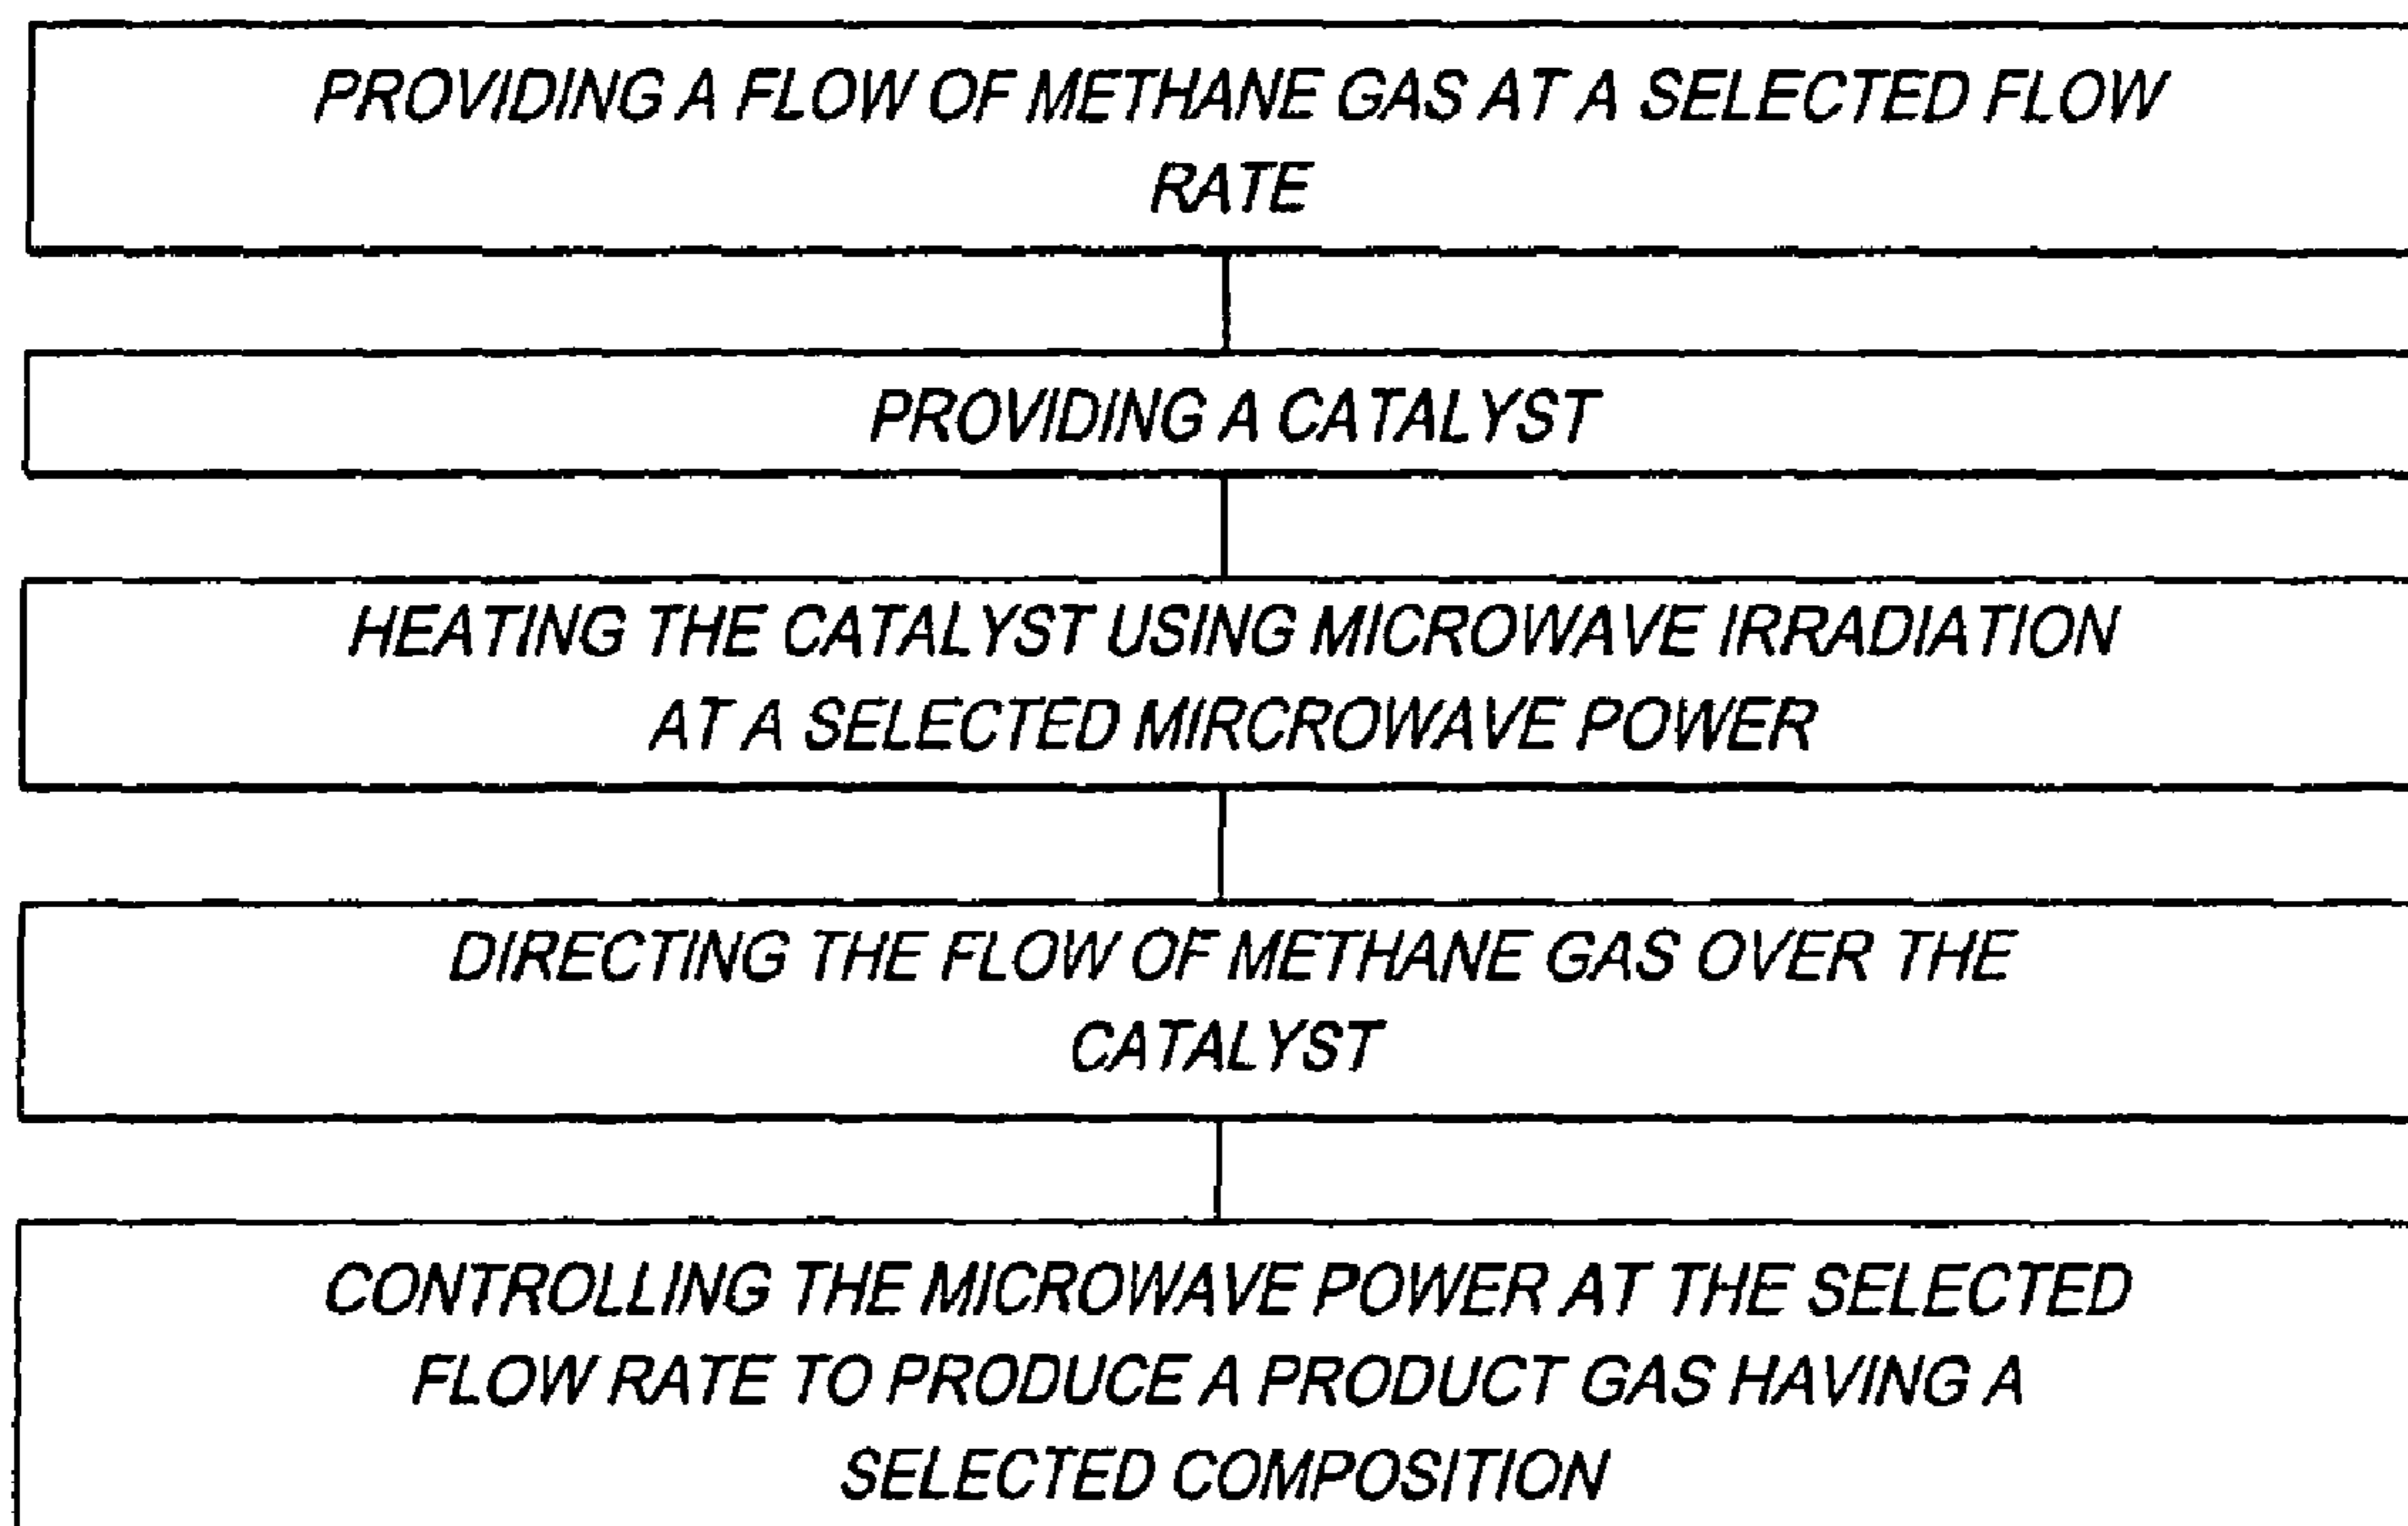 PROVIDING A FLOW OF METHANE GAS AT A SELECTED FLOW
RATE
PROVIDING A CATALYST
HEATING THE CATALYST USING MICROWAVE IRRADIATION
AT A SELECTED MIRCROWAVE POWER
DIRECTING THE FLOW OF METHANE GAS OVER THE
CATALYST
CONTROLLING THE MICROWAVE POWER AT THE SELECTED
FLOW RATE TO PRODUCE A PRODUCT GAS HAVING A
SELECTED COMPOSITION